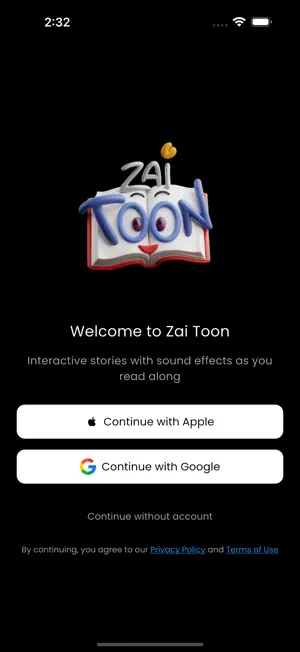 2:32
ZAi
TOON
Welcome to Zai Toon
Interactive stories with sound effects as you
read along
Continue with Apple
Continue with Google
Continue without account
By continuing, you agree to our Privacy Policy and Terms of Use